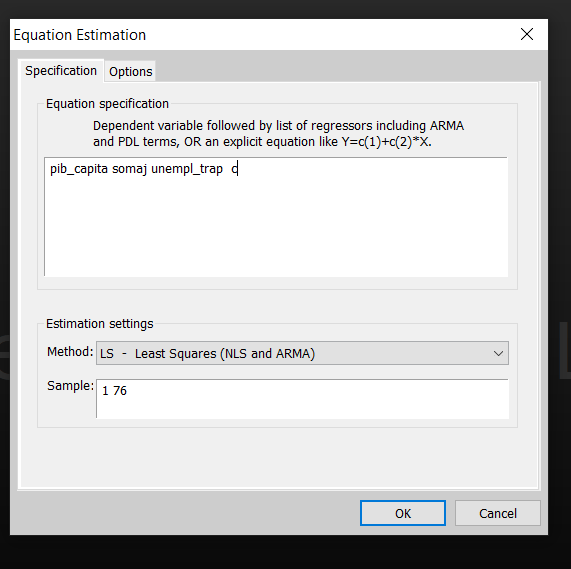 Equation Estimation
Specification
Options
Equation specification
Dependent variable followed by list of regressors including ARMA
and PDL terms, OR an explicit equation like Y=c(1)+c(2)*X.
pib_capita somaj unempl_trap  c
Estimation settings
Method: LS  -  Least Squares (NLS and ARMA)
Sample: 1 76
OK
Cancel